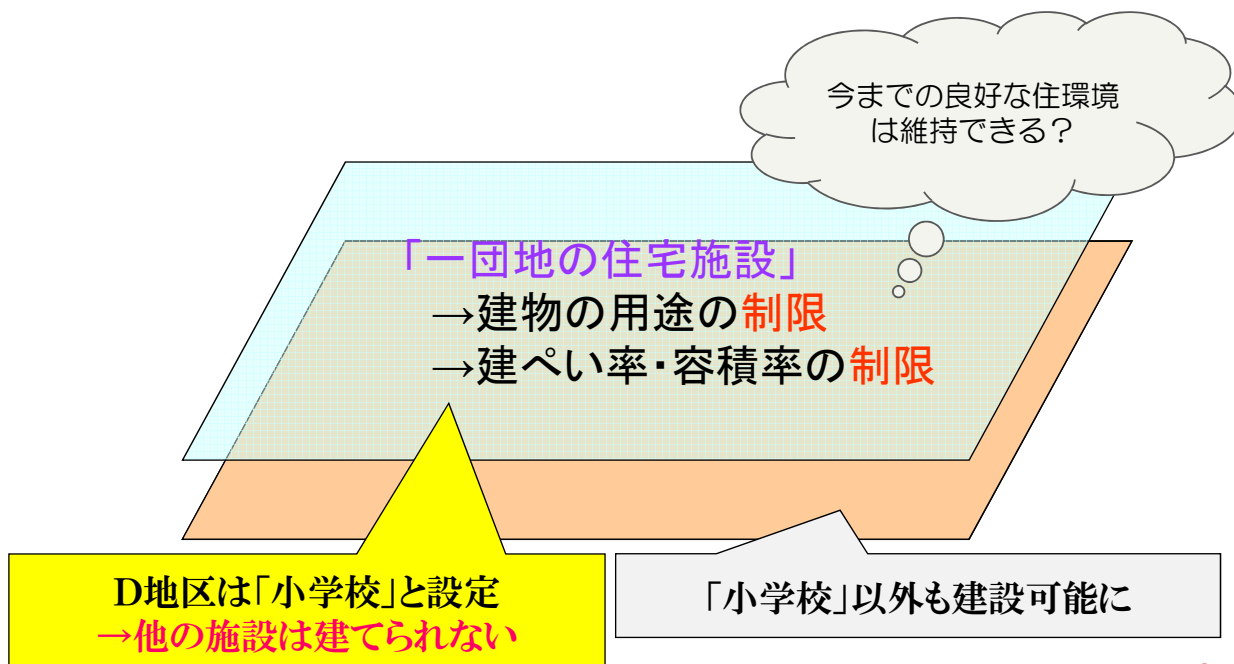 今までの良好な住環境
は維持できる？
「一団地の住宅施設」
→建物の用途の制限
→建ぺい率・容積率の制限
D地区は「小学校」と設定
→他の施設は建てられない
「小学校」以外も建設可能に